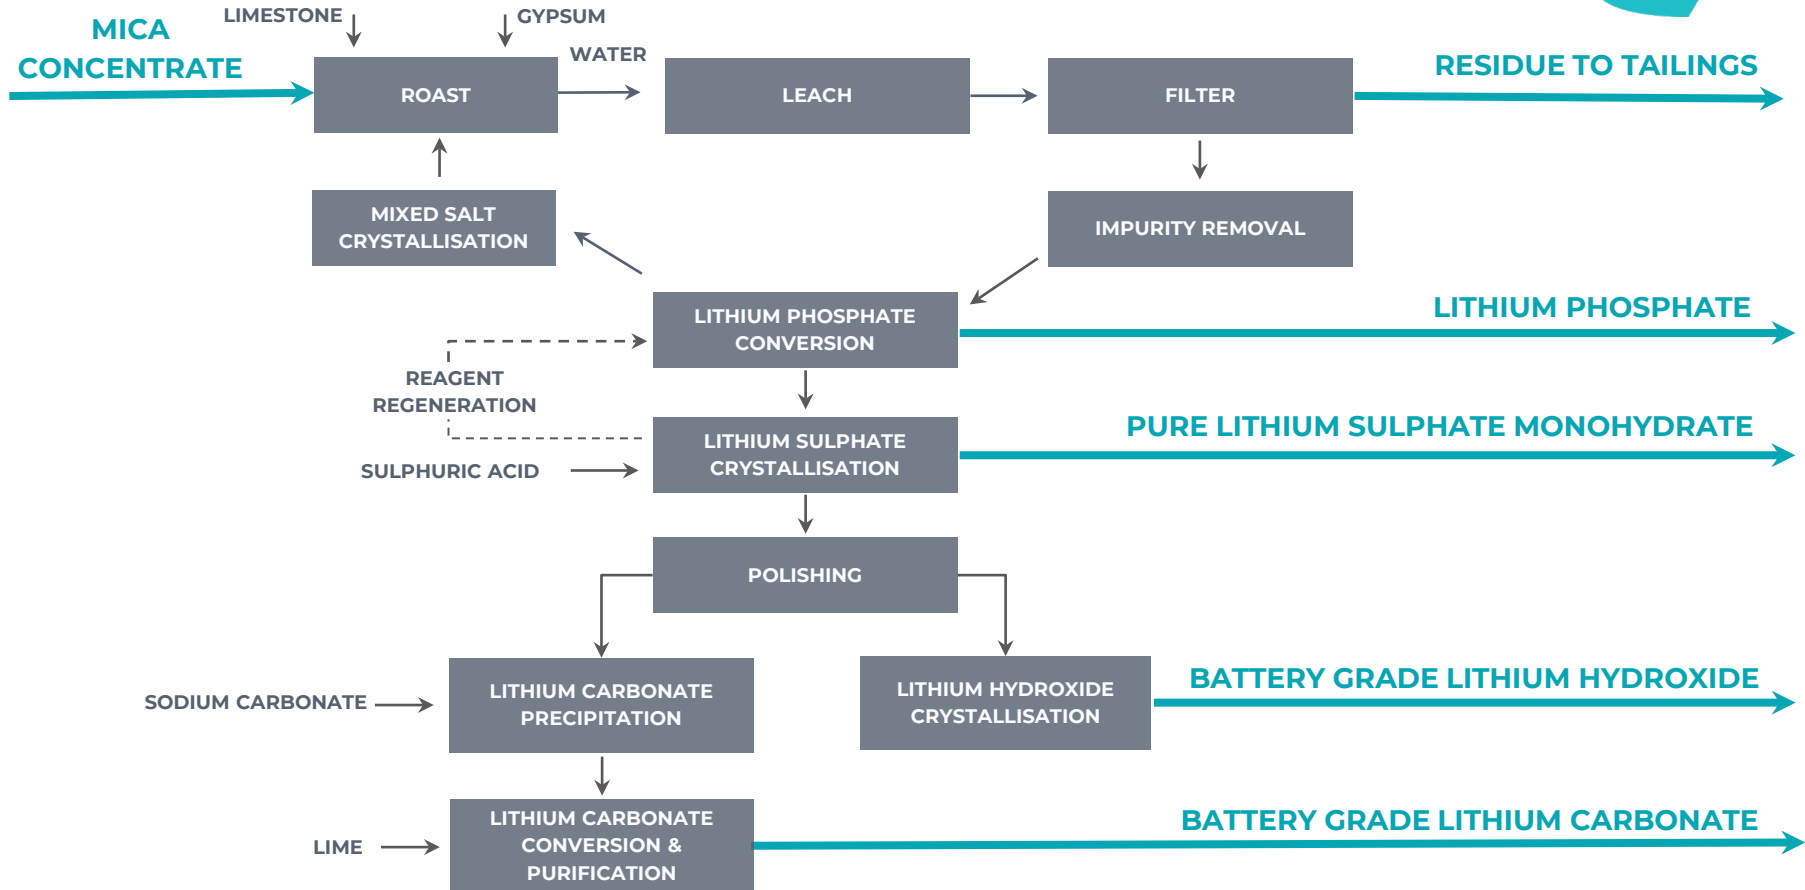 LIMESTONE
GYPSUM
MICA
CONCENTRATE
WATER
ROAST
LEACH
FILTER
RESIDUE TO TAILINGS
MIXED SALT
CRYSTALLISATION
IMPURITY REMOVAL
LITHIUM PHOSPHATE
CONVERSION
LITHIUM PHOSPHATE
REAGENT
REGENERATION
LITHIUM SULPHATE
CRYSTALLISATION
PURE LITHIUM SULPHATE MONOHYDRATE
SULPHURIC ACID
POLISHING
SODIUM CARBONATE
LITHIUM CARBONATE
PRECIPITATION
LITHIUM HYDROXIDE
CRYSTALLISATION
BATTERY GRADE LITHIUM HYDROXIDE
LIME
LITHIUM CARBONATE
CONVERSION &
PURIFICATION
BATTERY GRADE LITHIUM CARBONATE